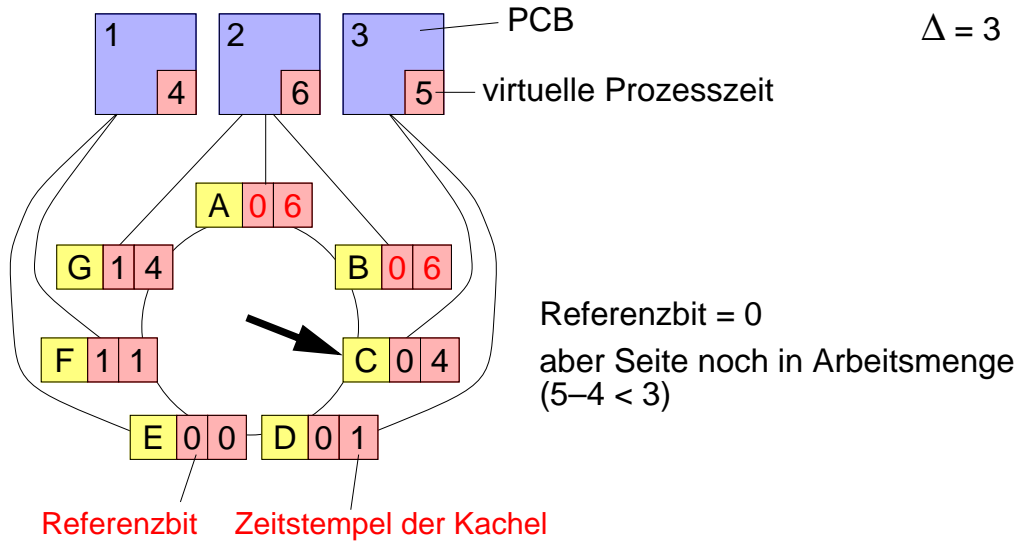 1 2 3 PCB Δ = 3
4 6 5 virtuelle Prozesszeit
A 0 6
G 1 4 B 0 6
Referenzbit = 0
F 1 1 C 0 4 aber Seite noch in Arbeitsmenge
(5–4 < 3)
E 0 0 D 0 1
Referenzbit Zeitstempel der Kachel